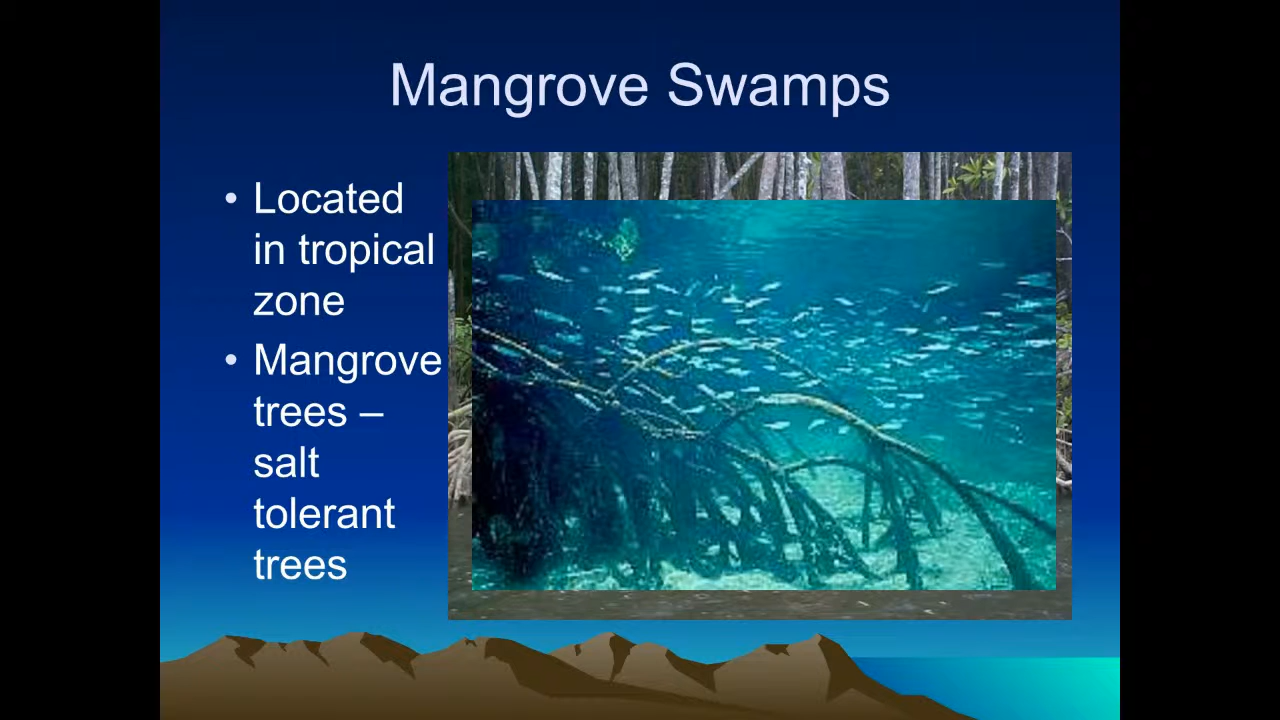 Mangrove Swamps
• Located
in tropical
zone
• Mangrove
trees –
salt
tolerant
trees